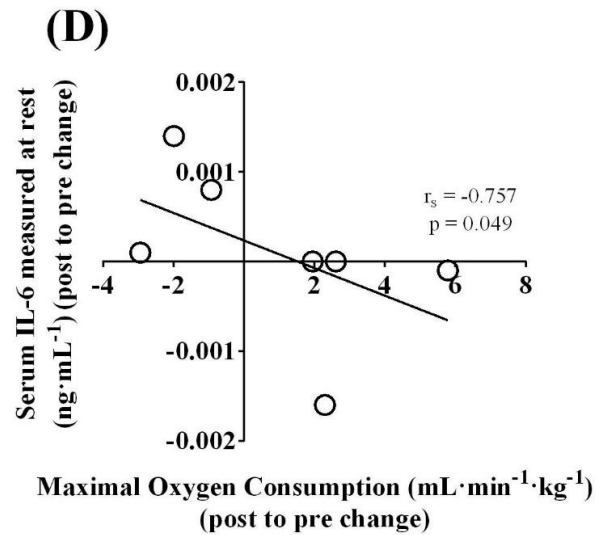 (D)
Serum IL-6 measured at rest
(ng·mL⁻¹) (post to pre change)
0.002
0.001
-0.001
-0.002
-4
-2
2
4
6
8
rₛ = -0.757
p = 0.049
Maximal Oxygen Consumption (mL·min⁻¹·kg⁻¹)
(post to pre change)